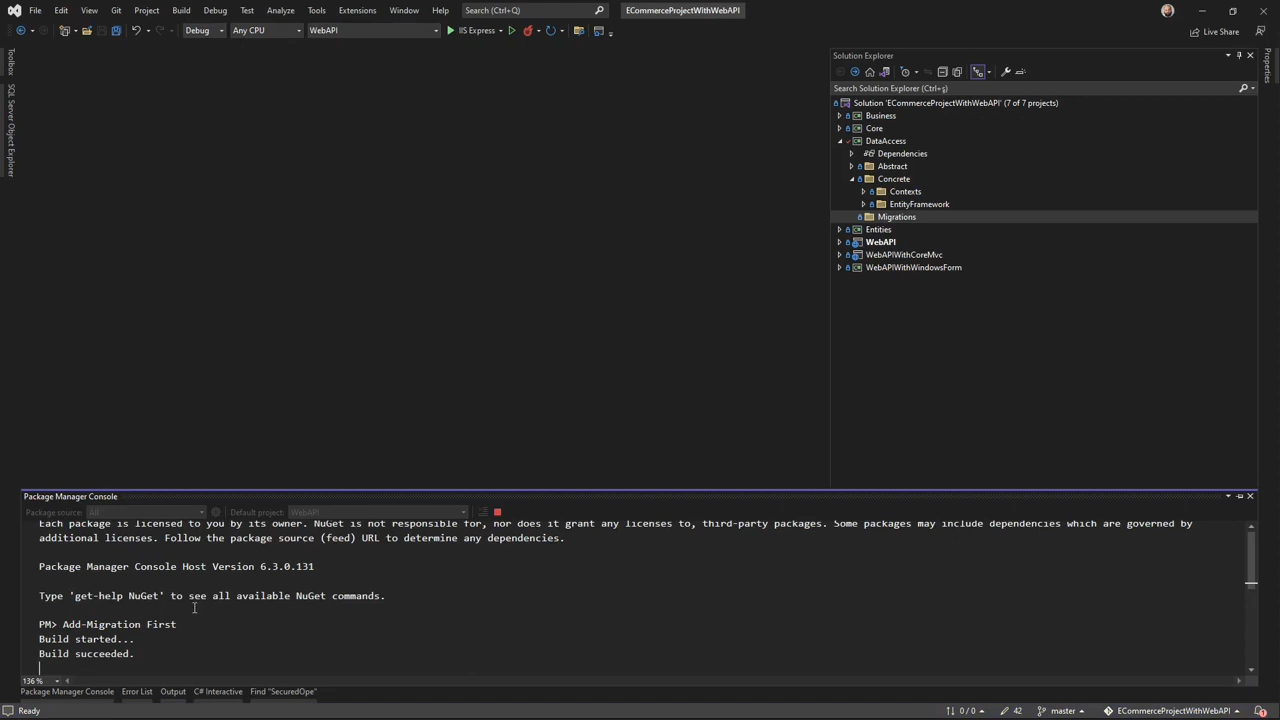 File Edit View Git Project Build Debug Test Analyze Tools Extensions Window Help Search (Ctrl+Q) ECommerceProjectWithWebAPI
Debug Any CPU WebAPI IIS Express Live Share
Toolbox
SQL Server Object Explorer
Properties
Solution Explorer
Search Solution Explorer (Ctrl+ş)
Solution 'ECommerceProjectWithWebAPI' (7 of 7 projects)
Business
Core
DataAccess
Dependencies
Abstract
Concrete
Contexts
EntityFramework
Migrations
Entities
WebAPI
WebAPIWithCoreMvc
WebAPIWithWindowsForm
Package Manager Console
Package source: All Default project: WebAPI
Each package is licensed to you by its owner. NuGet is not responsible for, nor does it grant any licenses to, third-party packages. Some packages may include dependencies which are governed by
additional licenses. Follow the package source (feed) URL to determine any dependencies.
Package Manager Console Host Version 6.3.0.131
Type 'get-help NuGet' to see all available NuGet commands.
PM> Add-Migration First
Build started...
Build succeeded.
136 %
Package Manager Console Error List Output C# Interactive Find "SecuredOpe"
Ready 0 / 0 42 master ECommerceProjectWithWebAPI 1